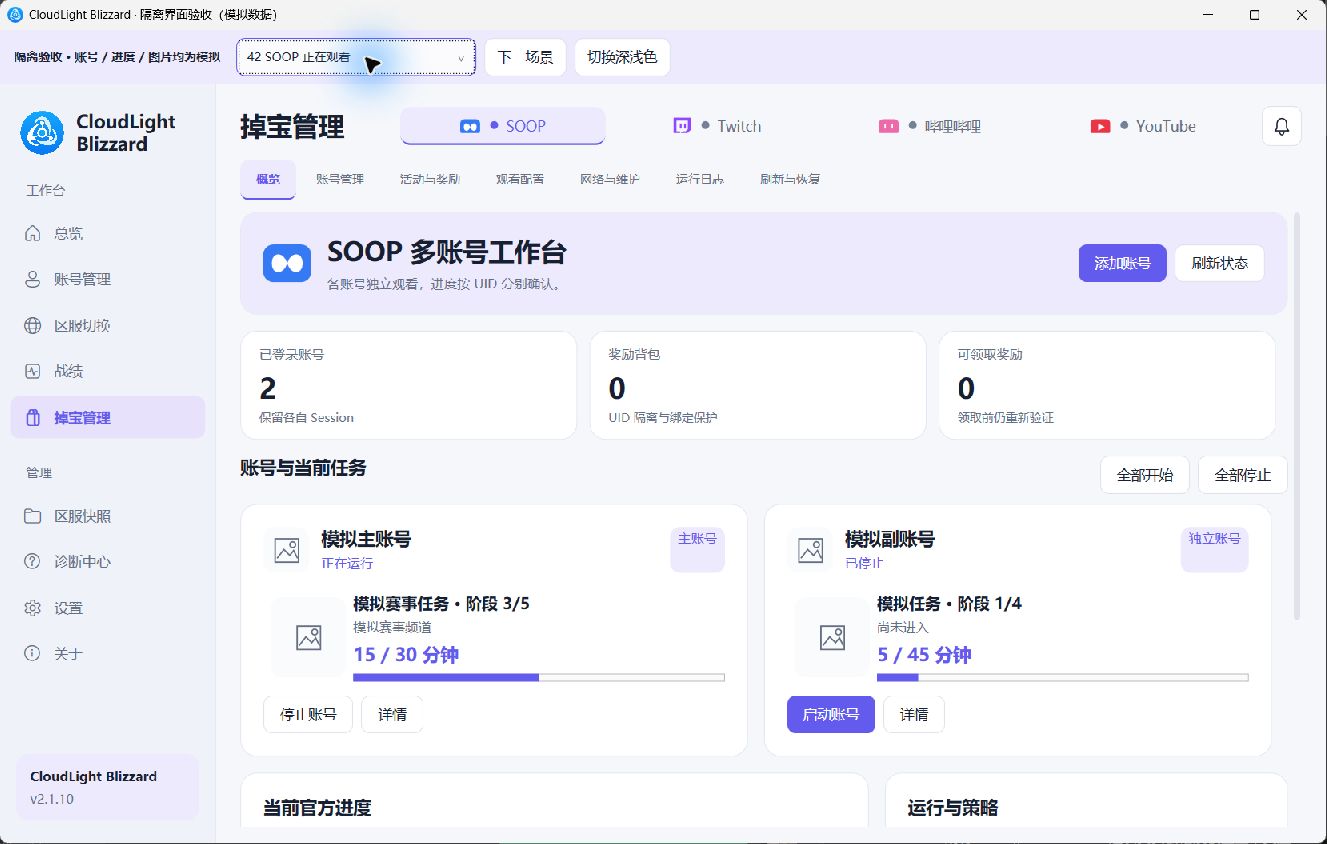 CloudLight Blizzard · 隔离界面验收（模拟数据）
隔离验收 • 账号 / 进度 / 图片均为模拟
42 SOOP 正在观看
下一场景
切换深浅色
CloudLight
Blizzard
掉宝管理
SOOP
Twitch
哔哩哔哩
YouTube
工作台
概览
账号管理
活动与奖励
观看配置
网络与维护
运行日志
刷新与恢复
总览
账号管理
区服切换
战绩
掉宝管理
管理
区服快照
诊断中心
设置
关于
CloudLight Blizzard
v2.1.10
SOOP 多账号工作台
各账号独立观看，进度按 UID 分别确认。
添加账号
刷新状态
已登录账号
2
保留各自 Session
奖励背包
0
UID 隔离与绑定保护
可领取奖励
0
领取前仍重新验证
账号与当前任务
全部开始
全部停止
模拟主账号
正在运行
主账号
模拟赛事任务 • 阶段 3/5
模拟赛事频道
15 / 30 分钟
停止账号
详情
模拟副账号
已停止
独立账号
模拟任务 • 阶段 1/4
尚未进入
5 / 45 分钟
启动账号
详情
当前官方进度
运行与策略